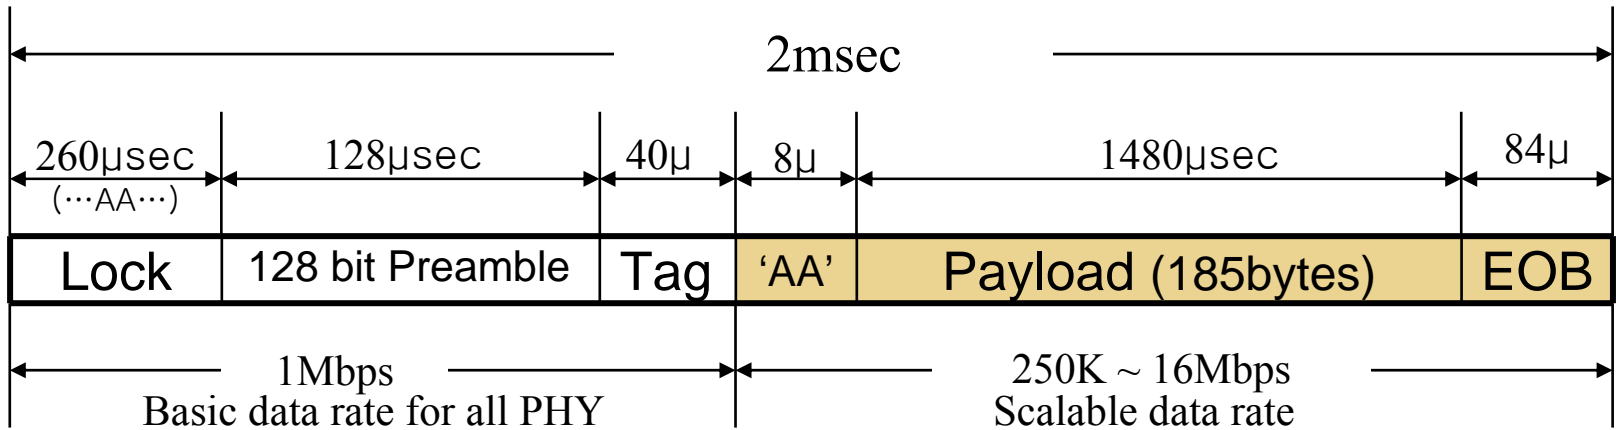 2msec
260μsec 128μsec 40μ 8μ 1480μsec 84μ
(⋯AA⋯)
Lock 128 bit Preamble Tag ‘AA’ Payload (185bytes) EOB
1Mbps 250K ~ 16Mbps
Basic data rate for all PHY Scalable data rate